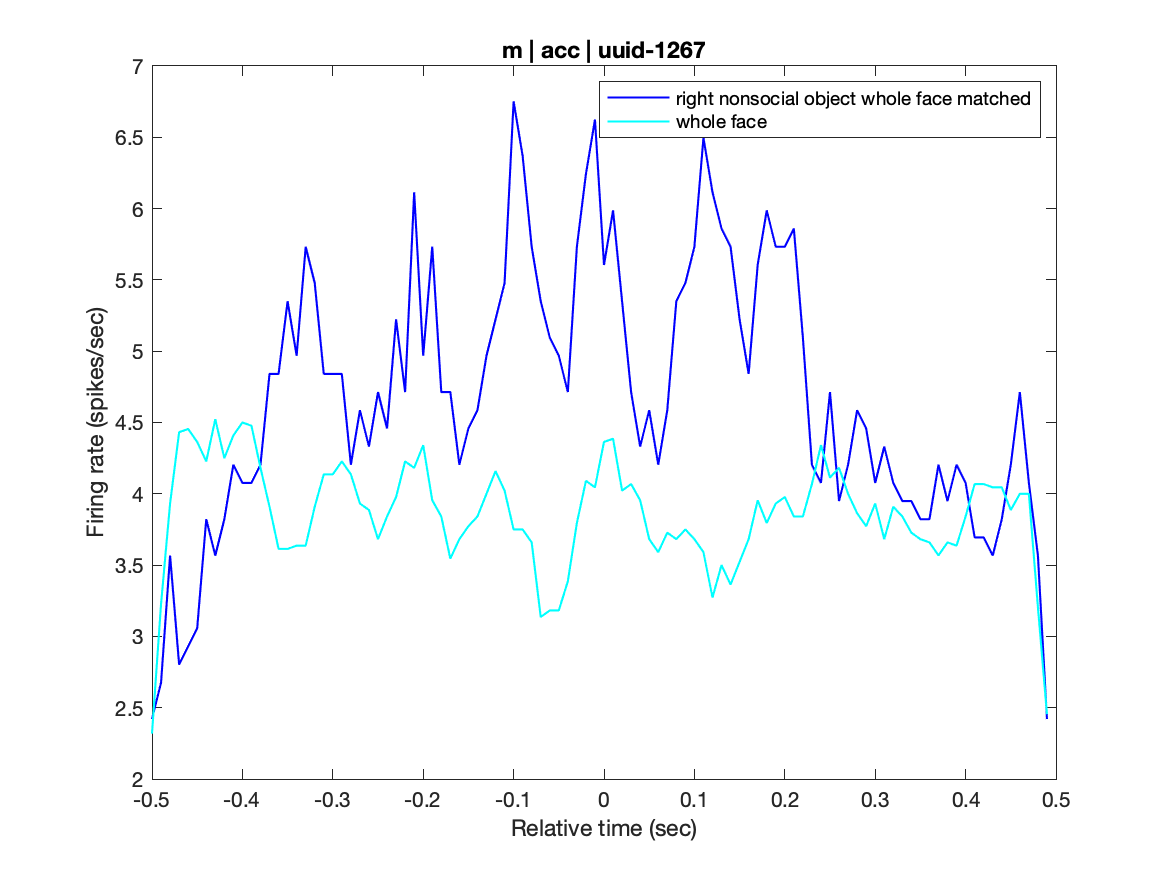 m | acc | uuid-1267
right nonsocial object whole face matched
whole face
Firing rate (spikes/sec)
7
6.5
6
5.5
5
4.5
4
3.5
3
2.5
2
-0.5 -0.4 -0.3 -0.2 -0.1 0 0.1 0.2 0.3 0.4 0.5
Relative time (sec)